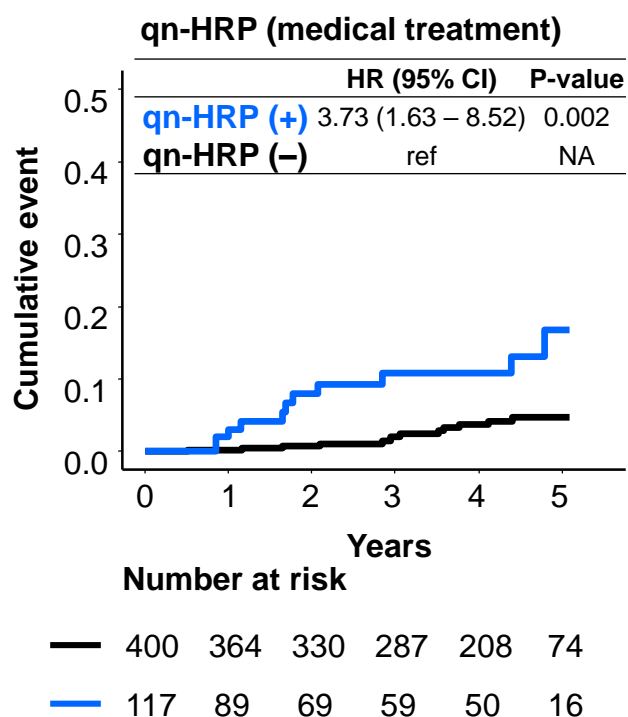 qn-HRP (medical treatment)
HR (95% CI) P-value
qn-HRP (+) 3.73 (1.63 – 8.52) 0.002
qn-HRP (–) ref NA
Cumulative event
0.5
0.4
0.3
0.2
0.1
0.0
0 1 2 3 4 5
Years
Number at risk
400 364 330 287 208 74
117 89 69 59 50 16